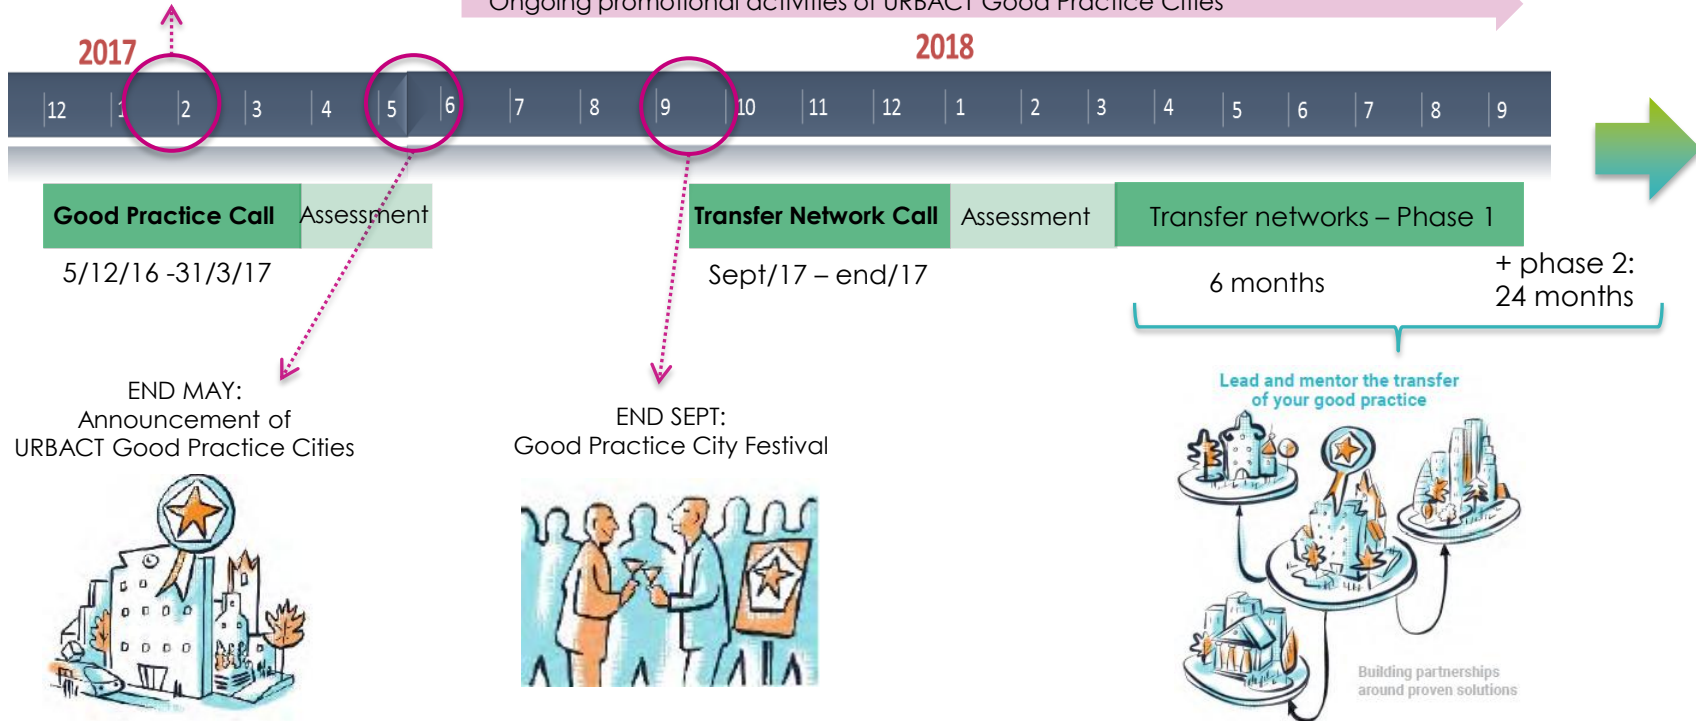 Ongoing promotional activities of URBACT Good Practice Cities
2017
2018
12 1 2 3 4 5 6 7 8 9 10 11 12 1 2 3 4 5 6 7 8 9
Good Practice Call
Assessment
Transfer Network Call
Assessment
Transfer networks – Phase 1
5/12/16 -31/3/17
Sept/17 – end/17
6 months
+ phase 2:
24 months
END MAY:
Announcement of
URBACT Good Practice Cities
END SEPT:
Good Practice City Festival
Lead and mentor the transfer
of your good practice
Building partnerships
around proven solutions